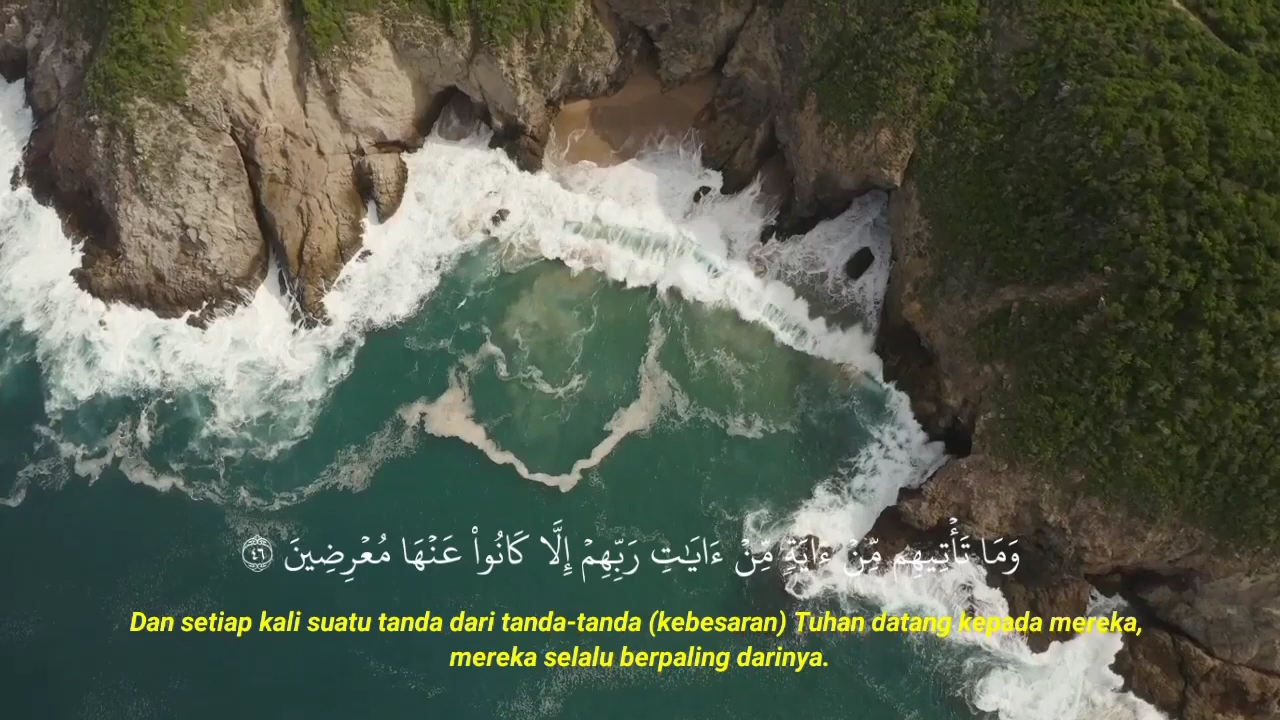 وَمَا تَأْتِيهِم مِّنْ ءَايَةٍ مِّنْ ءَايَٰتِ رَبِّهِمْ إِلَّا كَانُوا۟ عَنْهَا مُعْرِضِينَ ٤٦
Dan setiap kali suatu tanda dari tanda-tanda (kebesaran) Tuhan datang kepada mereka,
mereka selalu berpaling darinya.